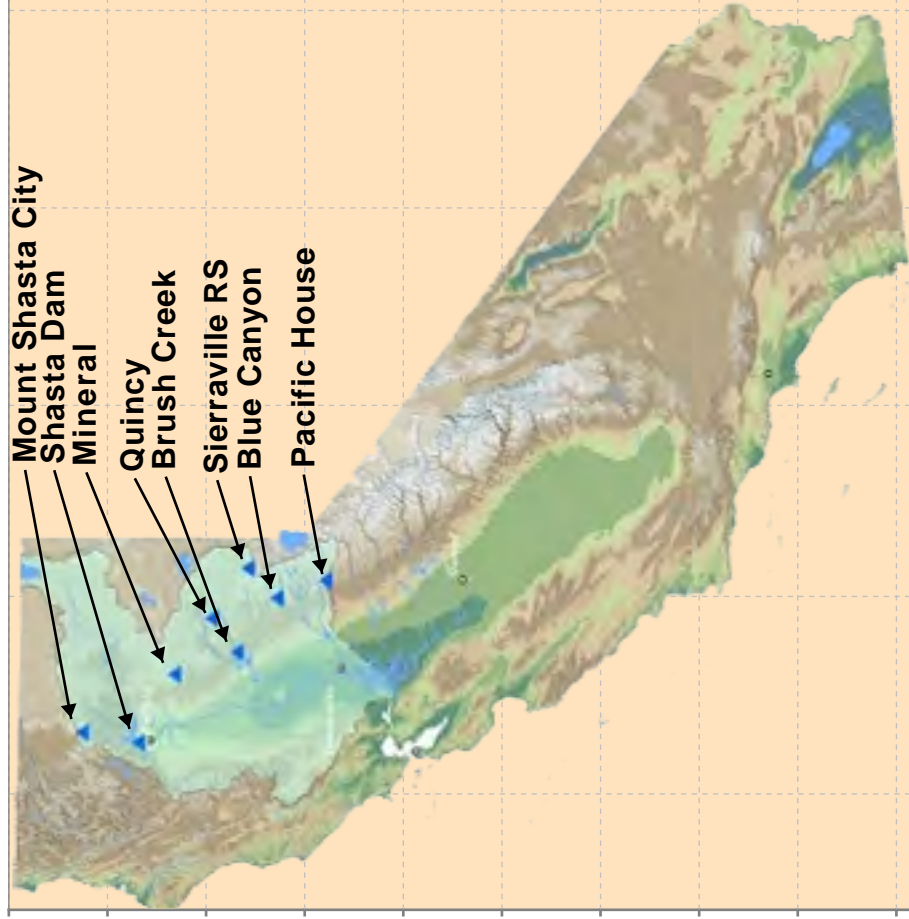 Mount Shasta City
Shasta Dam
Mineral
Quincy
Brush Creek
Sierraville RS
Blue Canyon
Pacific House